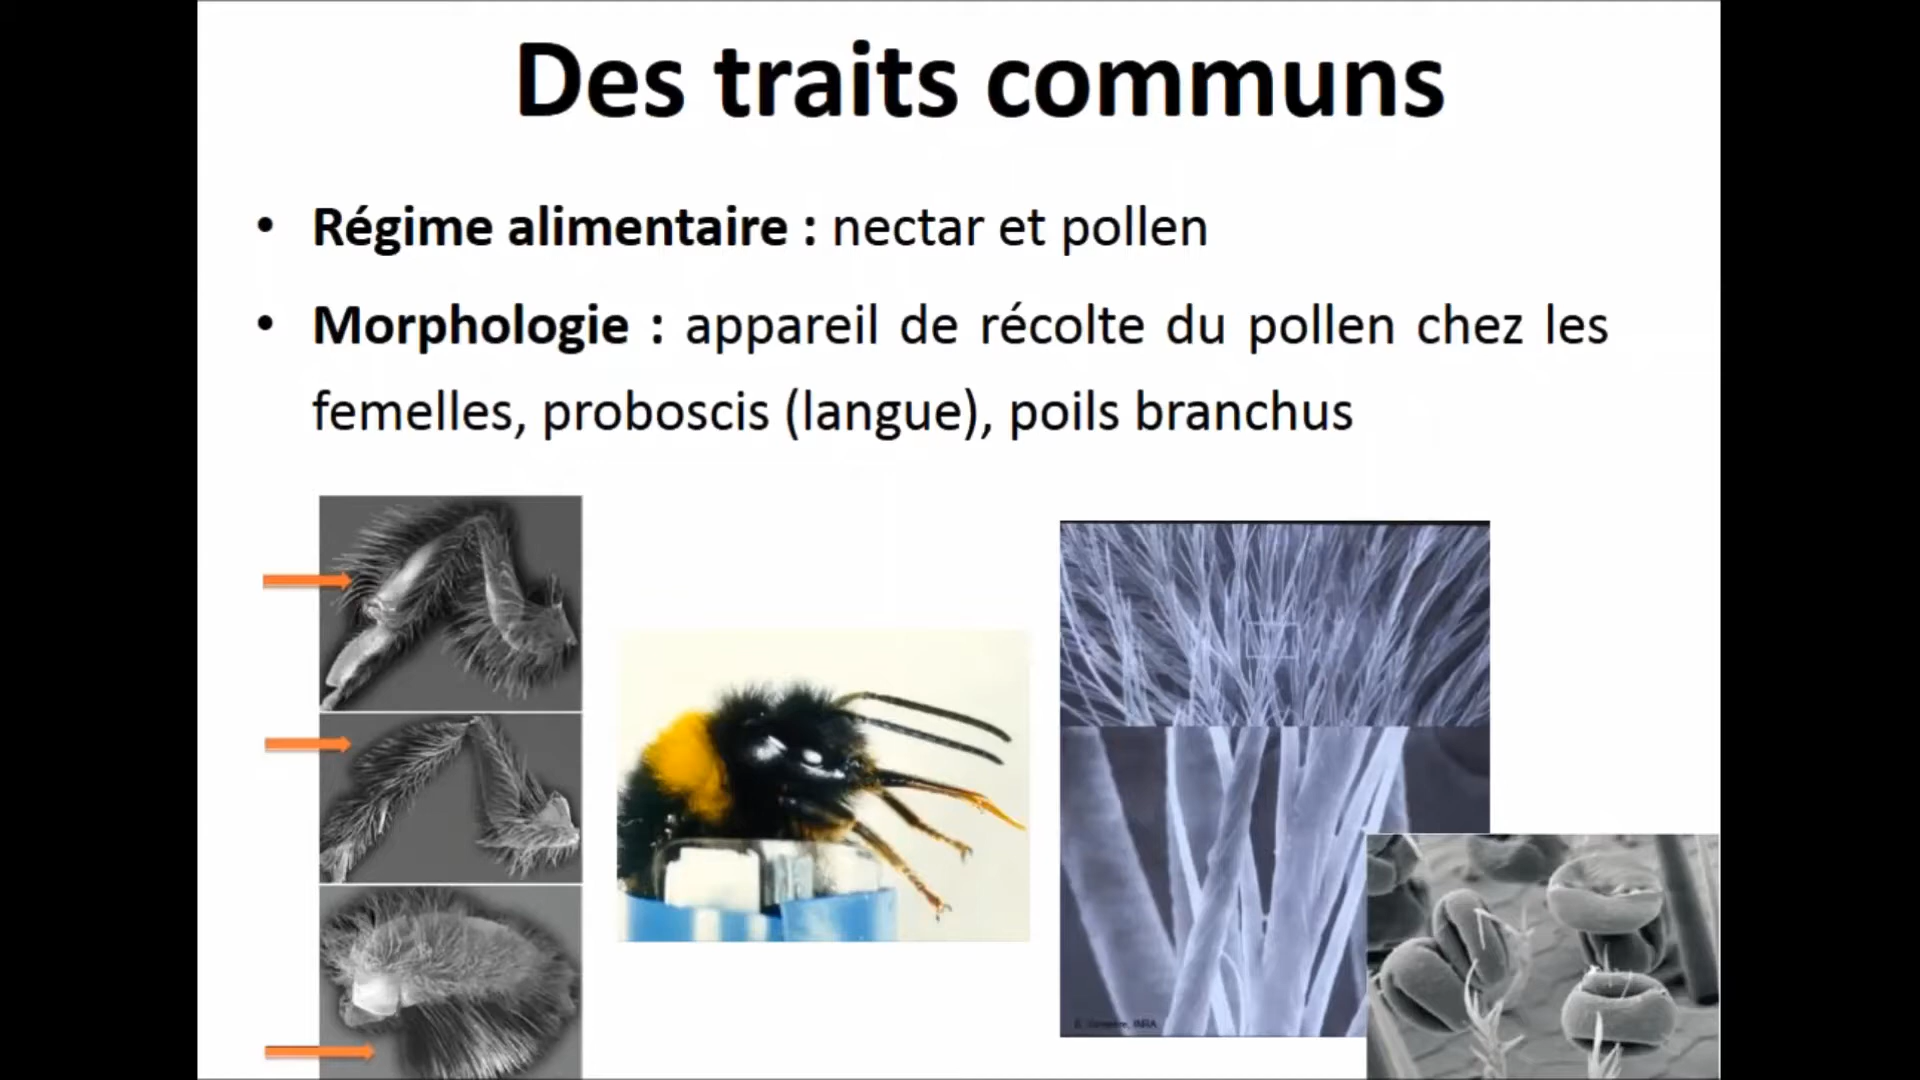 Des traits communs
• Régime alimentaire : nectar et pollen
• Morphologie : appareil de récolte du pollen chez les
femelles, proboscis (langue), poils branchus
INRA